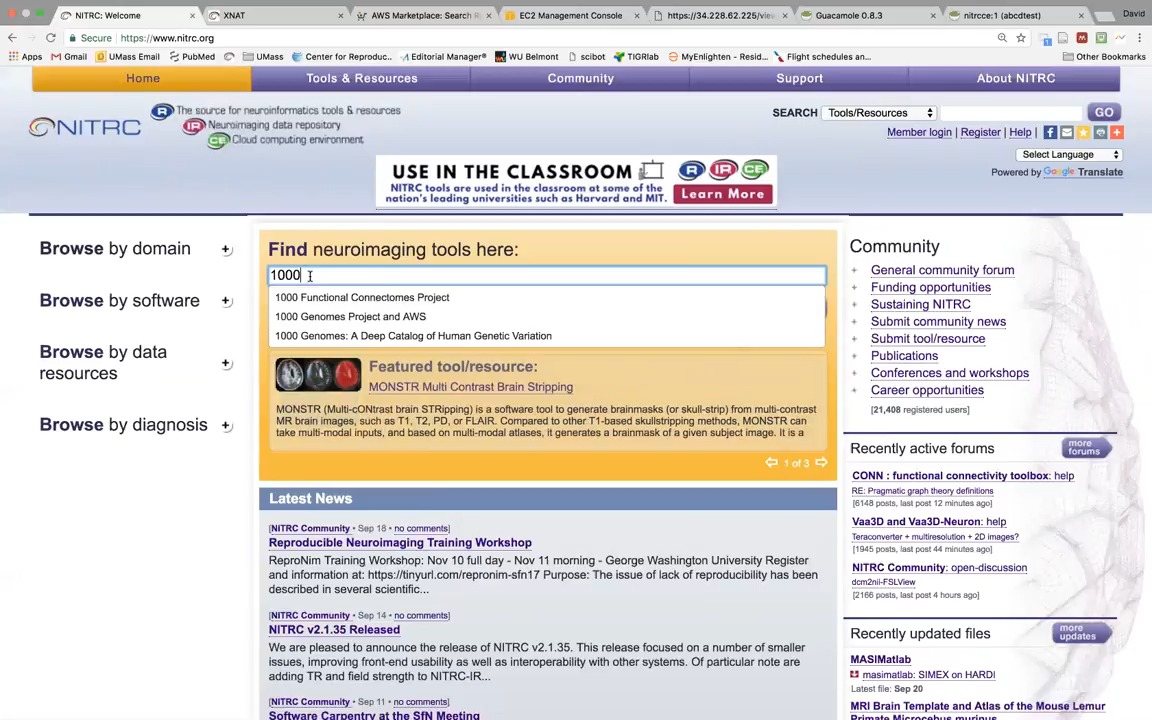 NITRC: Welcome
XNAT
AWS Marketplace: Search R
EC2 Management Console
https://34.228.62.225/view
Guacamole 0.8.3
nitrcce:1 (abcdtest)
David
Secure https://www.nitrc.org
Apps Gmail UMass Email PubMed UMass Center for Reproduc... Editorial Manager® WU Belmont scibot TIGRlab MyEnlighten - Resid... Flight schedules an... Other Bookmarks
Home Tools & Resources Community Support About NITRC
NITRC
R The source for neuroinformatics tools & resources
IR Neuroimaging data repository
CE Cloud computing environment
SEARCH Tools/Resources GO
Member login | Register | Help |
Select Language
Powered by Google Translate
USE IN THE CLASSROOM
NITRC tools are used in the classroom at some of the
nation's leading universities such as Harvard and MIT.
R IR CE
Learn More
Browse by domain +
Browse by software +
Browse by data
resources +
Browse by diagnosis +
Find neuroimaging tools here:
1000
1000 Functional Connectomes Project
1000 Genomes Project and AWS
1000 Genomes: A Deep Catalog of Human Genetic Variation
Featured tool/resource:
MONSTR Multi Contrast Brain Stripping
MONSTR (Multi-cONtrast brain STRipping) is a software tool to generate brainmasks (or skull-strip) from multi-contrast
MR brain images, such as T1, T2, PD, or FLAIR. Compared to other T1-based skullstripping methods, MONSTR can
take multi-modal inputs, and based on multi-modal atlases, it generates a brainmask of a given subject image. It is a
1 of 3
Latest News
[NITRC Community • Sep 18 • no comments]
Reproducible Neuroimaging Training Workshop
ReproNim Training Workshop: Nov 10 full day - Nov 11 morning - George Washington University Register
and information at: https://tinyurl.com/repronim-sfn17 Purpose: The issue of lack of reproducibility has been
described in several scientific...
[NITRC Community • Sep 14 • no comments]
NITRC v2.1.35 Released
We are pleased to announce the release of NITRC v2.1.35. This release focused on a number of smaller
issues, improving front-end usability as well as interoperability with other systems. Of particular note are
adding TR and field strength to NITRC-IR...
[NITRC Community • Sep 11 • no comments]
Software Carpentry at the SfN Meeting
Community
General community forum
Funding opportunities
Sustaining NITRC
Submit community news
Submit tool/resource
Publications
Conferences and workshops
Career opportunities
[21,408 registered users]
Recently active forums
more
forums
CONN : functional connectivity toolbox: help
RE: Pragmatic graph theory definitions
[6148 posts, last post 12 minutes ago]
Vaa3D and Vaa3D-Neuron: help
Teraconverter + multiresolution + 2D images?
[1945 posts, last post 44 minutes ago]
NITRC Community: open-discussion
dcm2nii-FSLView
[2166 posts, last post 4 hours ago]
Recently updated files
more
updates
MASIMatlab
masimatlab: SIMEX on HARDI
Latest file: Sep 20
MRI Brain Template and Atlas of the Mouse Lemur
Primate Microcebus murinus